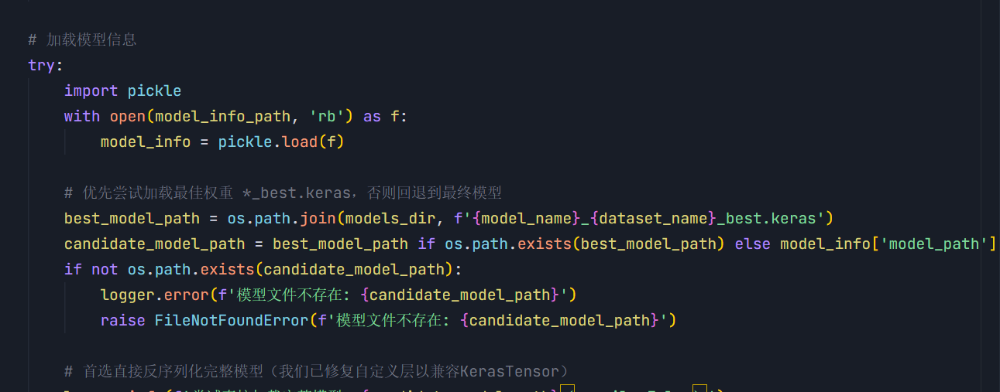 # 加载模型信息
try:
import pickle
with open(model_info_path, 'rb') as f:
model_info = pickle.load(f)
# 优先尝试加载最佳权重 *_best.keras，否则回退到最终模型
best_model_path = os.path.join(models_dir, f'{model_name}_{dataset_name}_best.keras')
candidate_model_path = best_model_path if os.path.exists(best_model_path) else model_info['model_path']
if not os.path.exists(candidate_model_path):
logger.error(f'模型文件不存在: {candidate_model_path}')
raise FileNotFoundError(f'模型文件不存在: {candidate_model_path}')
# 首选直接反序列化完整模型（我们已修复自定义层以兼容KerasTensor）